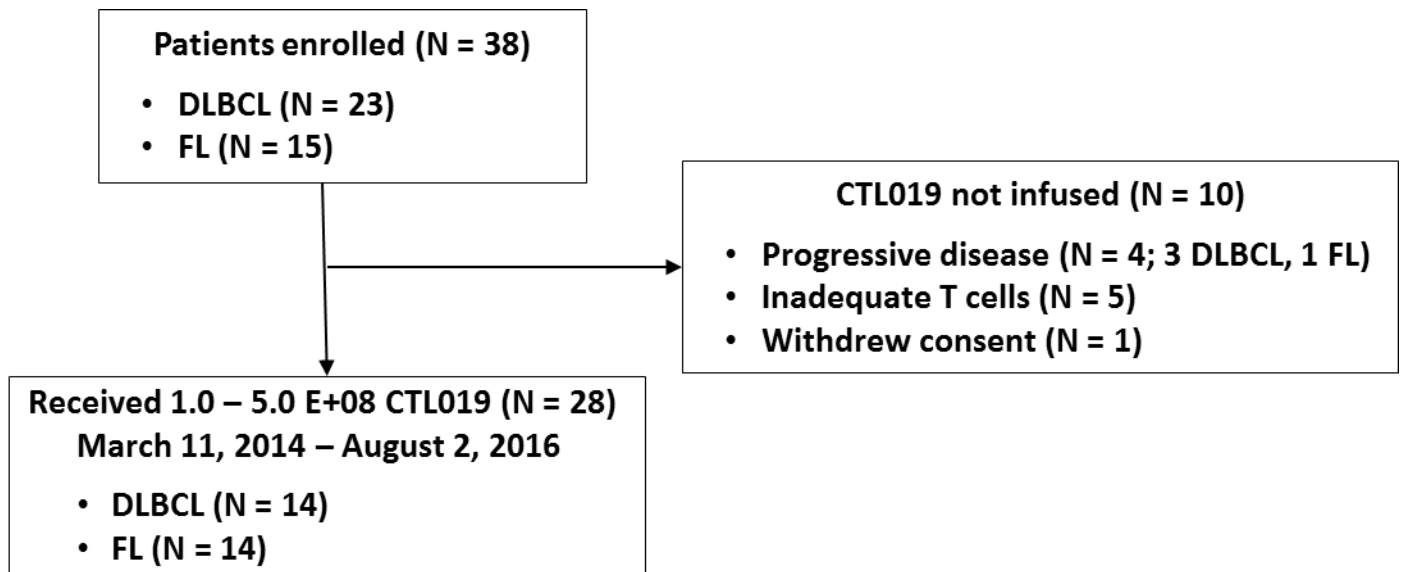 Patients enrolled (N = 38)
• DLBCL (N = 23)
• FL (N = 15)
CTL019 not infused (N = 10)
• Progressive disease (N = 4; 3 DLBCL, 1 FL)
• Inadequate T cells (N = 5)
• Withdrew consent (N = 1)
Received 1.0 – 5.0 E+08 CTL019 (N = 28)
March 11, 2014 – August 2, 2016
• DLBCL (N = 14)
• FL (N = 14)